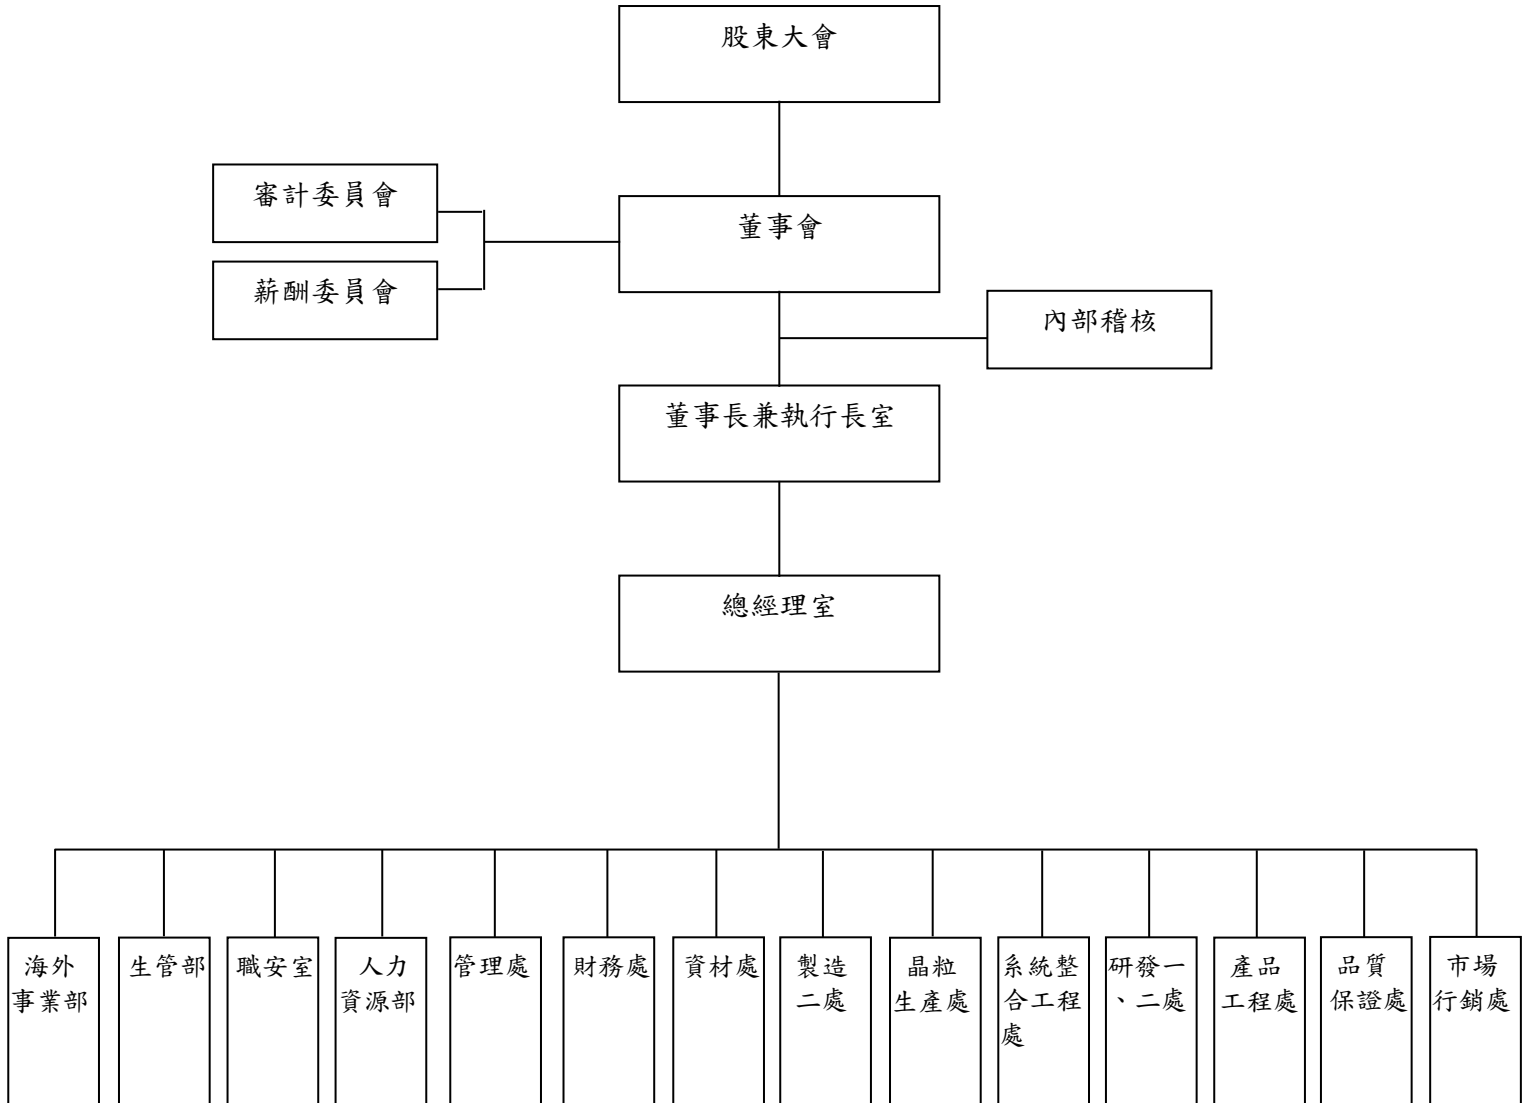 股東大會
審計委員會
董事會
薪酬委員會
內部稽核
董事長兼執行長室
總經理室
海外
事業部
生管部
職安室
人力
資源部
管理處
財務處
資材處
製造
二處
晶粒
生產處
系統整
合工程
處
研發一
、二處
產品
工程處
品質
保證處
市場
行銷處